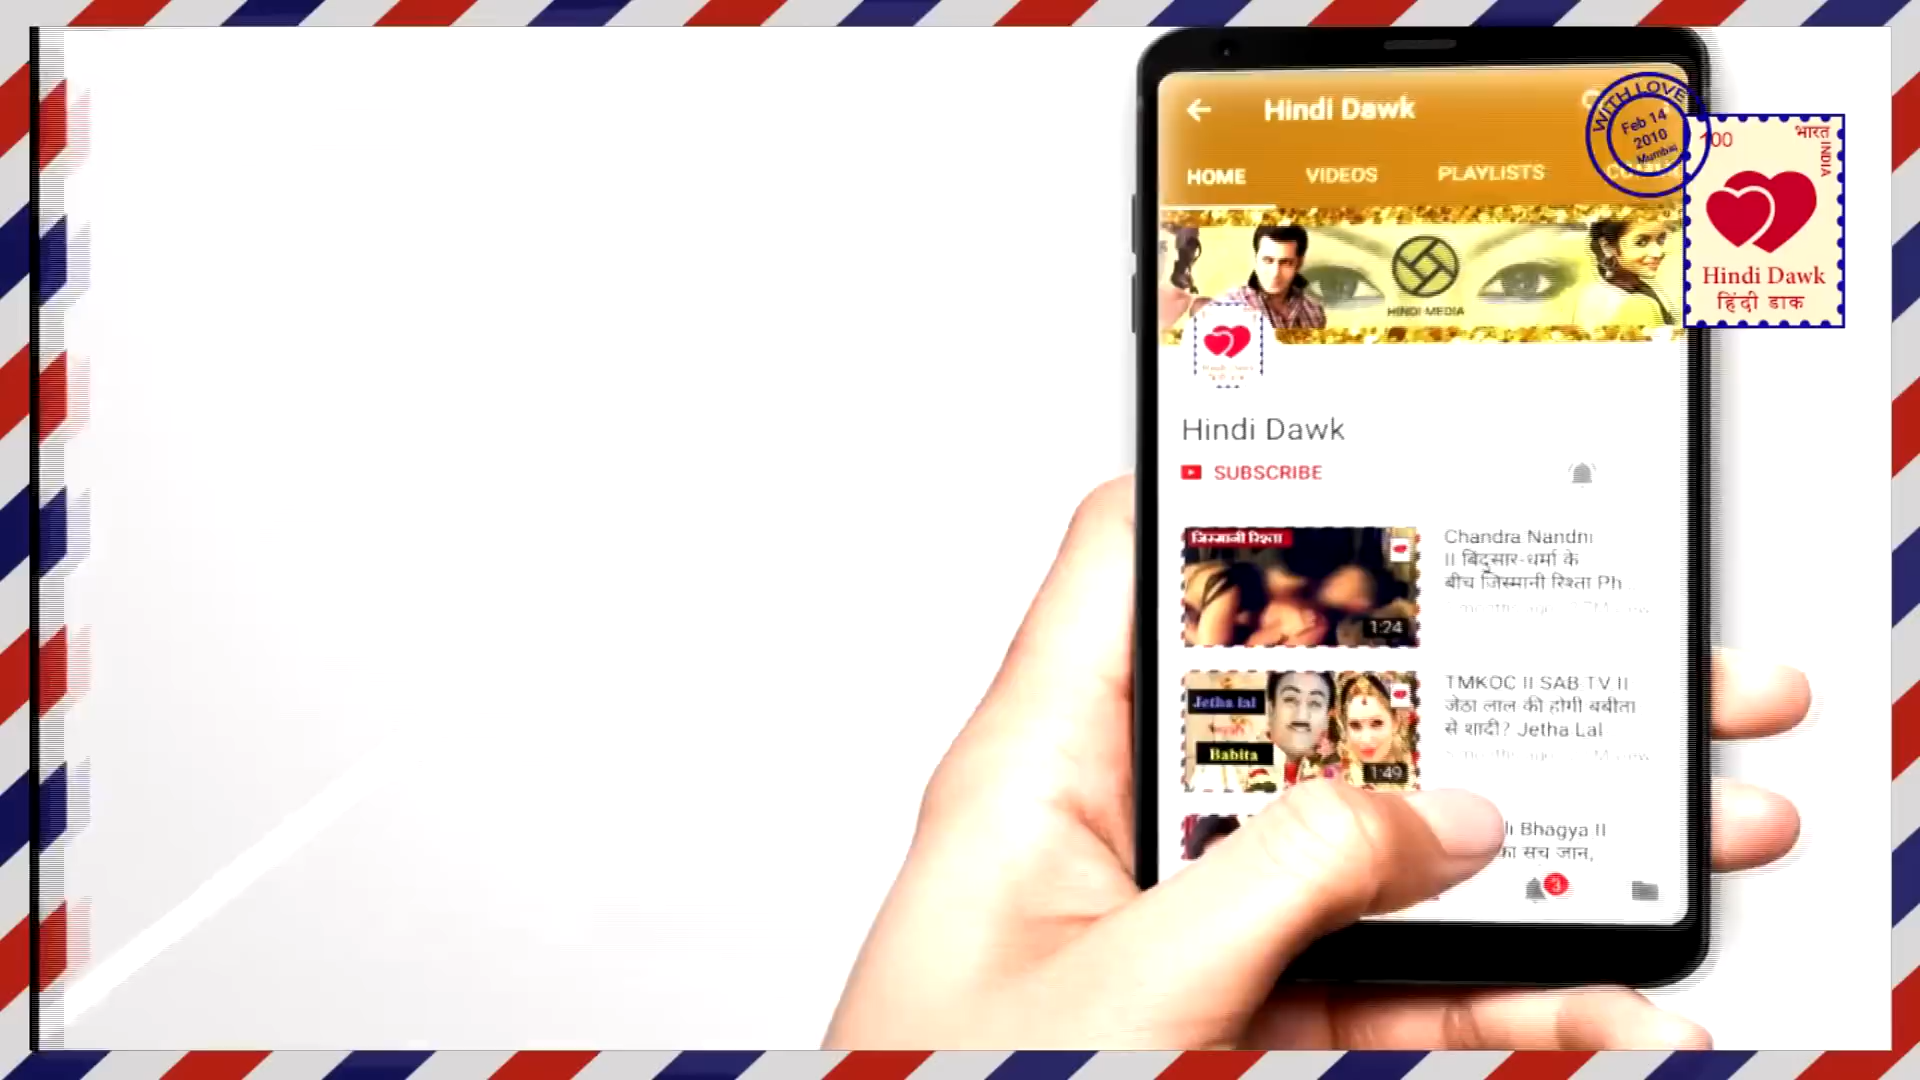 Hindi Dawk
HOME VIDEOS PLAYLISTS
WITH LOVE
Feb 14
2010
Mumbai
100 भारत INDIA
Hindi Dawk
हिंदी डाक
HINDI MEDIA
Hindi Dawk
SUBSCRIBE
जिस्मानी रिश्ता
1:24
Chandra Nandni
II बिंदुसार-धर्मा के
बीच जिस्मानी रिश्ता Ph
Jetha lal
Babita
1:49
TMKOC II SAB TV II
जेठा लाल की होगी बबीता
से शादी? Jetha Lal
Bhagya II
का सच जान,
3